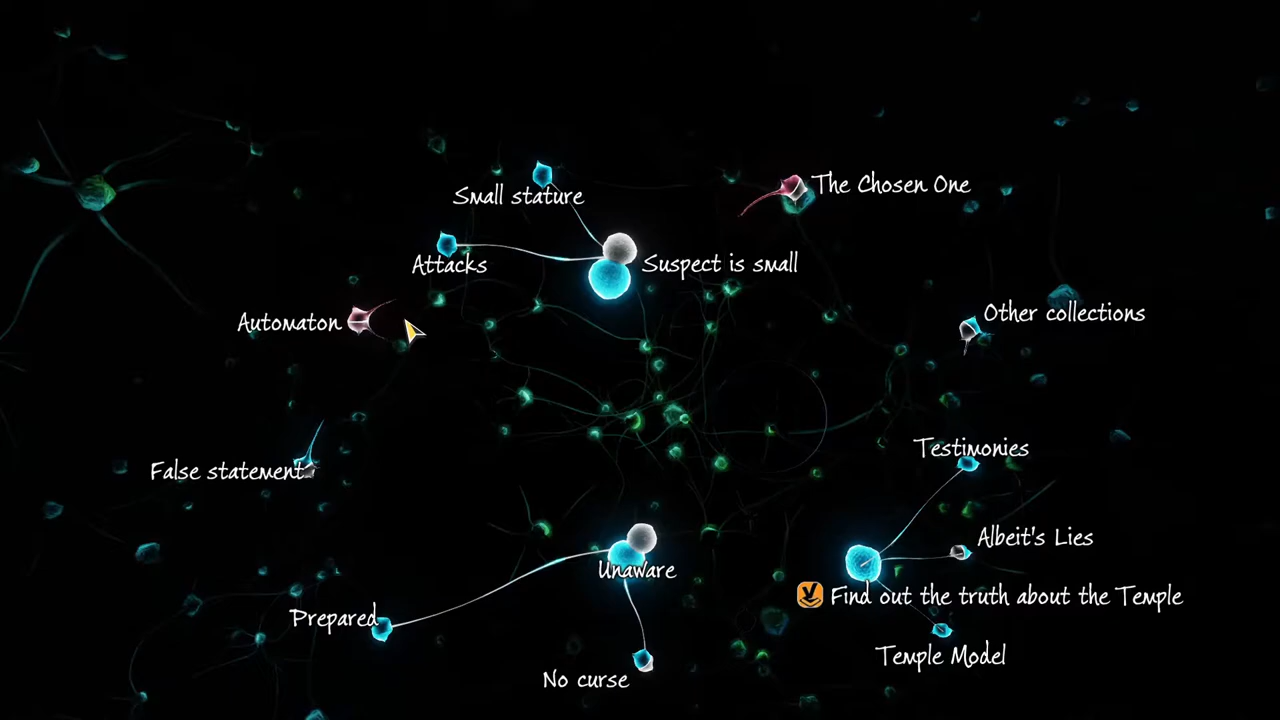 The Chosen One
Small stature
Attacks
Suspect is small
Other collections
Automaton
Testimonies
False statement
Albeit's Lies
Unaware
Find out the truth about the Temple
Prepared
Temple Model
No curse